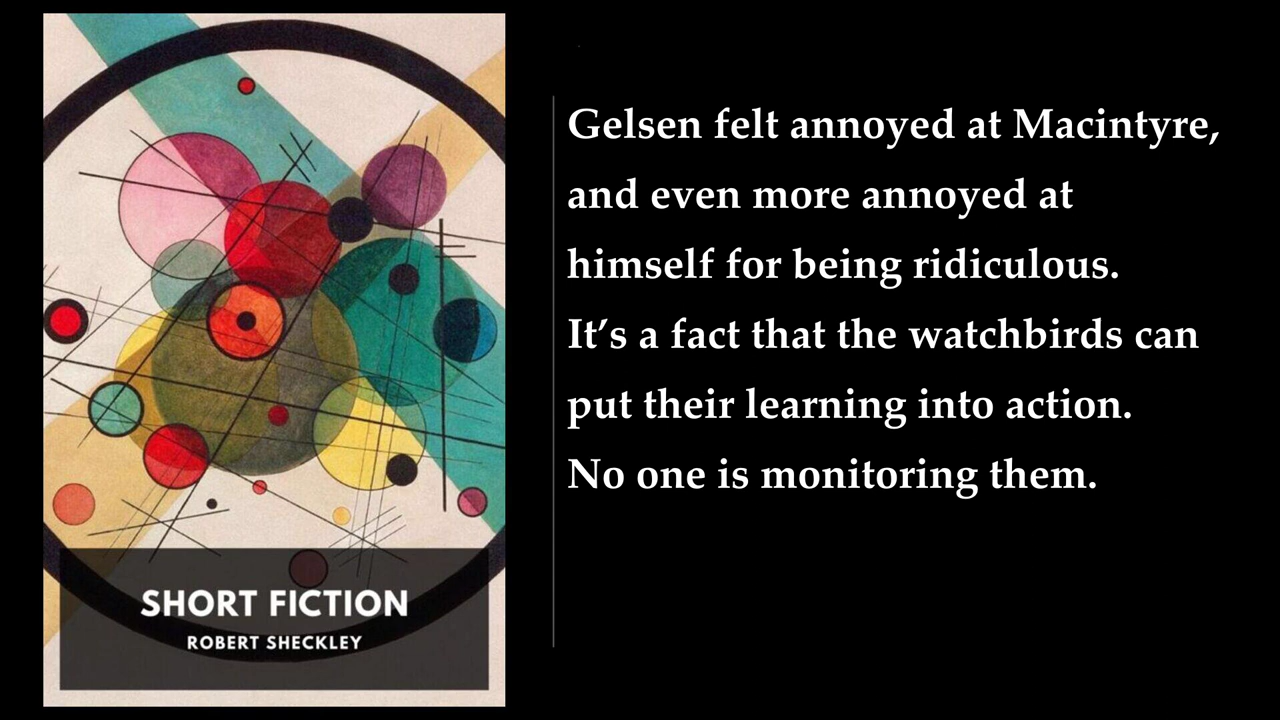 SHORT FICTION
ROBERT SHECKLEY
Gelsen felt annoyed at Macintyre,
and even more annoyed at
himself for being ridiculous.
It’s a fact that the watchbirds can
put their learning into action.
No one is monitoring them.